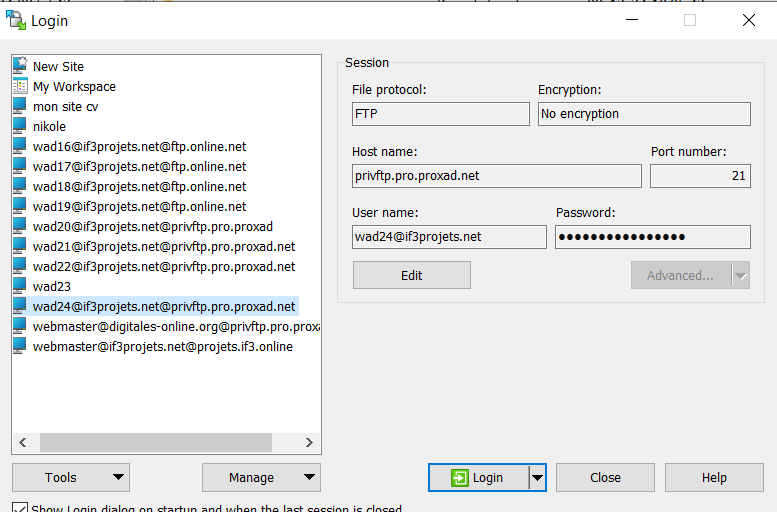 Login
New Site
My Workspace
mon site cv
nikole
wad16@if3projets.net@ftp.online.net
wad17@if3projets.net@ftp.online.net
wad18@if3projets.net@ftp.online.net
wad19@if3projets.net@ftp.online.net
wad20@if3projets.net@privftp.pro.proxad
wad21@if3projets.net@privftp.pro.proxad.net
wad22@if3projets.net@privftp.pro.proxad.net
wad23
wad24@if3projets.net@privftp.pro.proxad.net
webmaster@digitales-online.org@privftp.pro.proxa
webmaster@if3projets.net@projets.if3.online
Session
File protocol: Encryption:
FTP No encryption
Host name: Port number:
privftp.pro.proxad.net 21
User name: Password:
wad24@if3projets.net ●●●●●●●●●●●●●●●●
Edit Advanced...
Tools Manage Login Close Help
Show Login dialog on startup and when the last session is closed